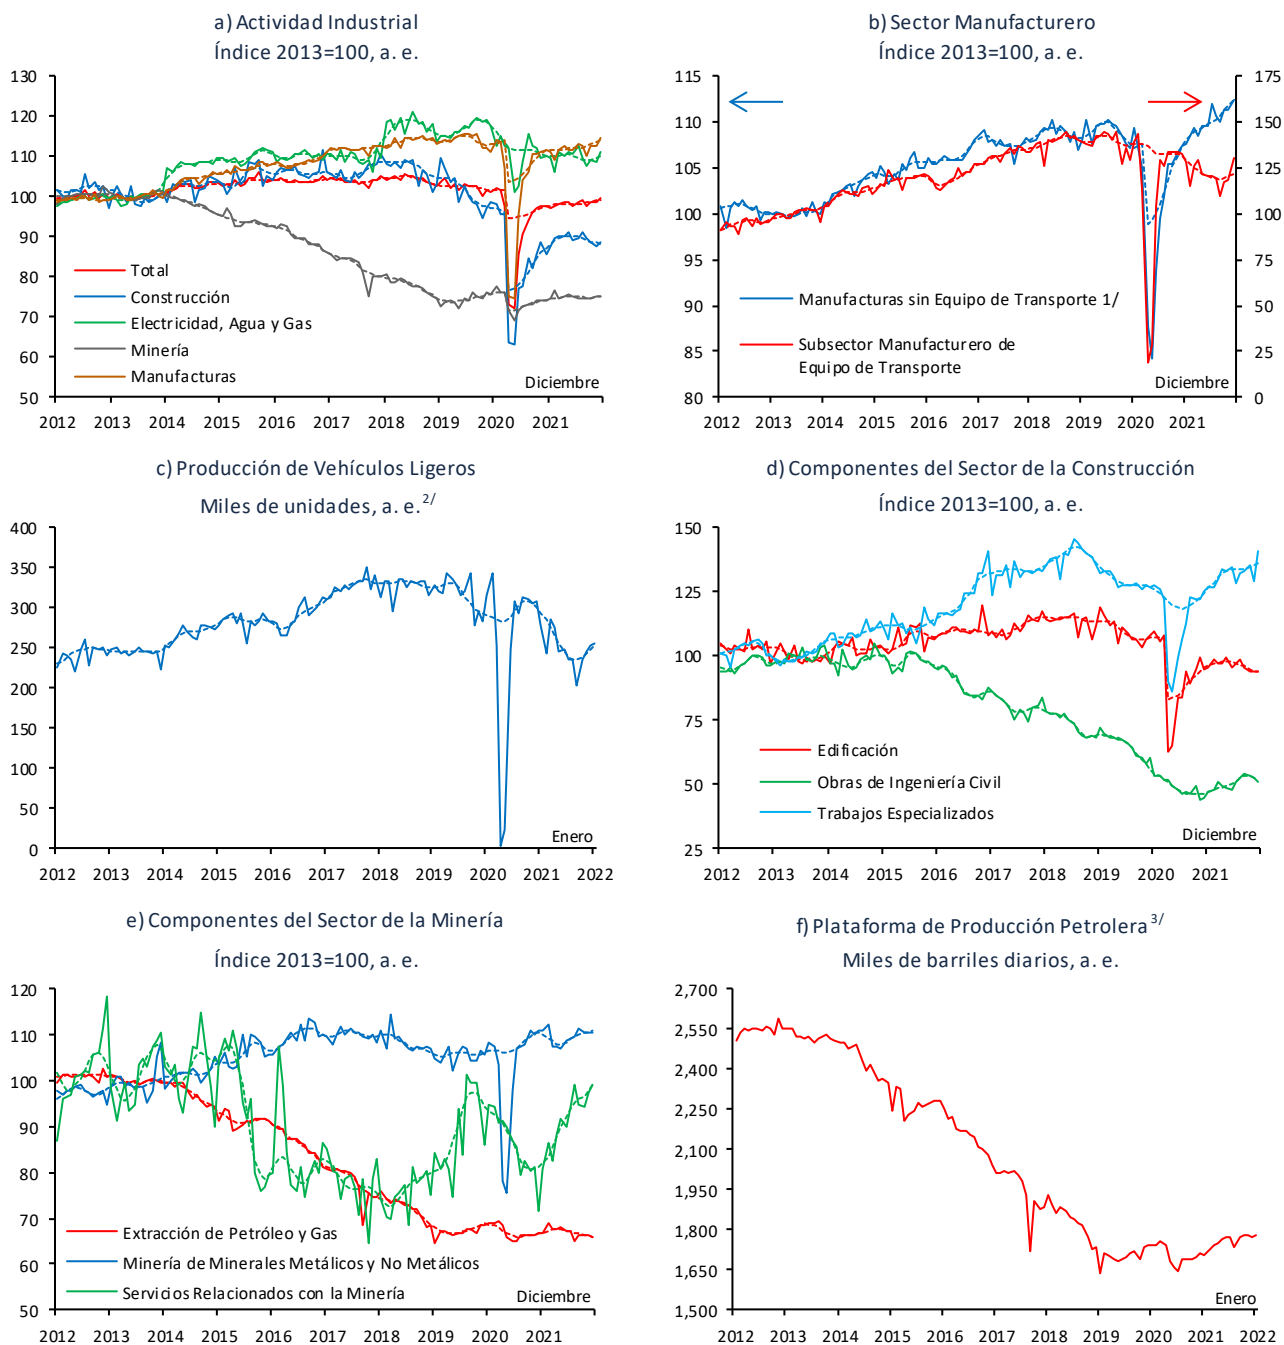 a) Actividad Industrial
Índice 2013=100, a. e.
130
120
110
100
90
80
70
60
50
Total
Construcción
Electricidad, Agua y Gas
Minería
Manufacturas
Diciembre
2012 2013 2014 2015 2016 2017 2018 2019 2020 2021
b) Sector Manufacturero
Índice 2013=100, a. e.
115
110
105
100
95
90
85
80
175
150
125
100
75
50
25
0
Manufacturas sin Equipo de Transporte 1/
Subsector Manufacturero de
Equipo de Transporte
Diciembre
2012 2013 2014 2015 2016 2017 2018 2019 2020 2021
c) Producción de Vehículos Ligeros
Miles de unidades, a. e.2/
400
350
300
250
200
150
100
50
0
Enero
2012 2013 2014 2015 2016 2017 2018 2019 2020 2021 2022
d) Componentes del Sector de la Construcción
Índice 2013=100, a. e.
150
125
100
75
50
25
Edificación
Obras de Ingeniería Civil
Trabajos Especializados
Diciembre
2012 2013 2014 2015 2016 2017 2018 2019 2020 2021
e) Componentes del Sector de la Minería
Índice 2013=100, a. e.
120
110
100
90
80
70
60
50
Extracción de Petróleo y Gas
Minería de Minerales Metálicos y No Metálicos
Servicios Relacionados con la Minería
Diciembre
2012 2013 2014 2015 2016 2017 2018 2019 2020 2021
f) Plataforma de Producción Petrolera3/
Miles de barriles diarios, a. e.
2,700
2,550
2,400
2,250
2,100
1,950
1,800
1,650
1,500
Enero
2012 2013 2014 2015 2016 2017 2018 2019 2020 2021 2022